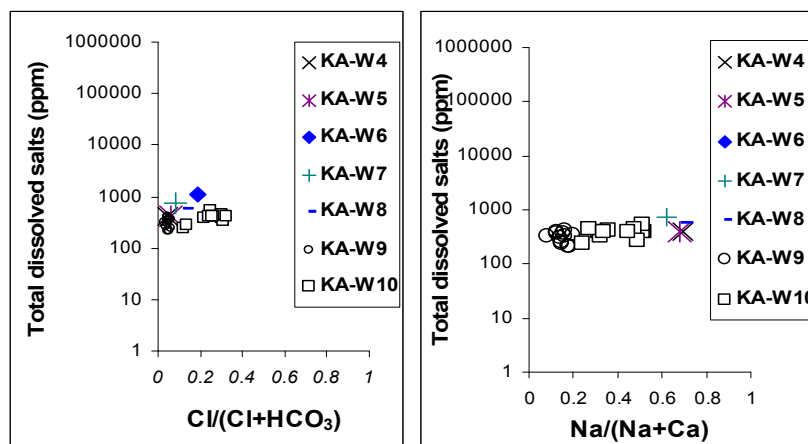 Total dissolved salts (ppm)
1000000
100000
10000
1000
100
10
1
0
0.2
0.4
0.6
0.8
1
Cl/(Cl+HCO₃)
KA-W4
KA-W5
KA-W6
KA-W7
KA-W8
KA-W9
KA-W10
Total dissolved salts (ppm)
1000000
100000
10000
1000
100
10
1
0
0.2
0.4
0.6
0.8
1
Na/(Na+Ca)
KA-W4
KA-W5
KA-W6
KA-W7
KA-W8
KA-W9
KA-W10